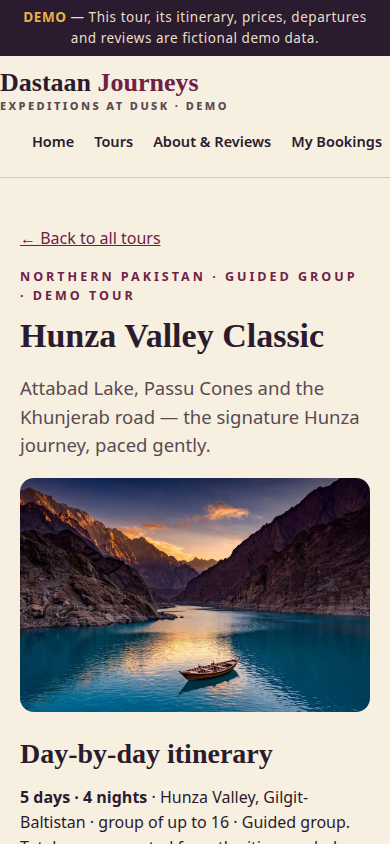 DEMO — This tour, its itinerary, prices, departures
and reviews are fictional demo data.
Dastaan Journeys
EXPEDITIONS AT DUSK · DEMO
Home Tours About & Reviews My Bookings
← Back to all tours
NORTHERN PAKISTAN · GUIDED GROUP
· DEMO TOUR
Hunza Valley Classic
Attabad Lake, Passu Cones and the
Khunjerab road — the signature Hunza
journey, paced gently.
Day-by-day itinerary
5 days · 4 nights · Hunza Valley, Gilgit-
Baltistan · group of up to 16 · Guided group.